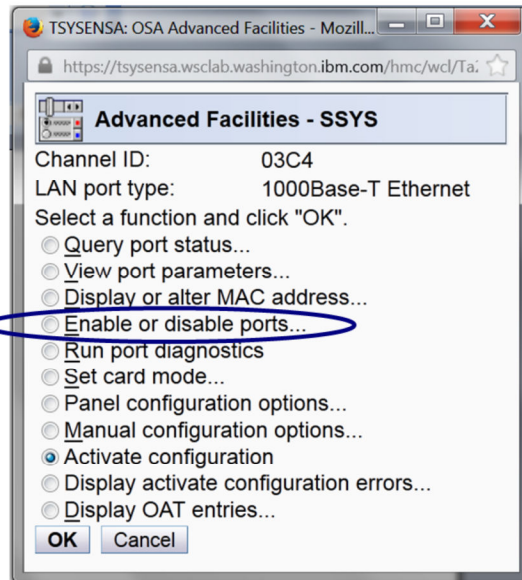 TSYSENSA: OSA Advanced Facilities - Mozill...
https://tsysensa.wsclab.washington.ibm.com/hmc/wcl/Ta
Advanced Facilities - SSYS
Channel ID: 03C4
LAN port type: 1000Base-T Ethernet
Select a function and click "OK".
Query port status...
View port parameters...
Display or alter MAC address...
Enable or disable ports...
Run port diagnostics
Set card mode...
Panel configuration options...
Manual configuration options...
Activate configuration
Display activate configuration errors...
Display OAT entries...
OK Cancel